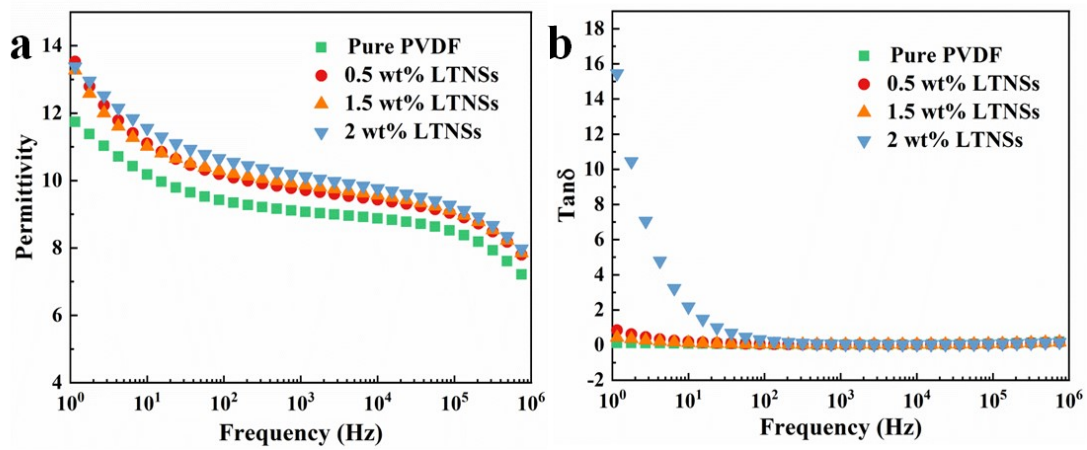 a
Permittivity
14
12
10
8
6
4
Pure PVDF
0.5 wt% LTNSs
1.5 wt% LTNSs
2 wt% LTNSs
10⁰ 10¹ 10² 10³ 10⁴ 10⁵ 10⁶
Frequency (Hz)
b
Tanδ
18
16
14
12
10
8
6
4
2
0
-2
Pure PVDF
0.5 wt% LTNSs
1.5 wt% LTNSs
2 wt% LTNSs
10⁰ 10¹ 10² 10³ 10⁴ 10⁵ 10⁶
Frequency (Hz)